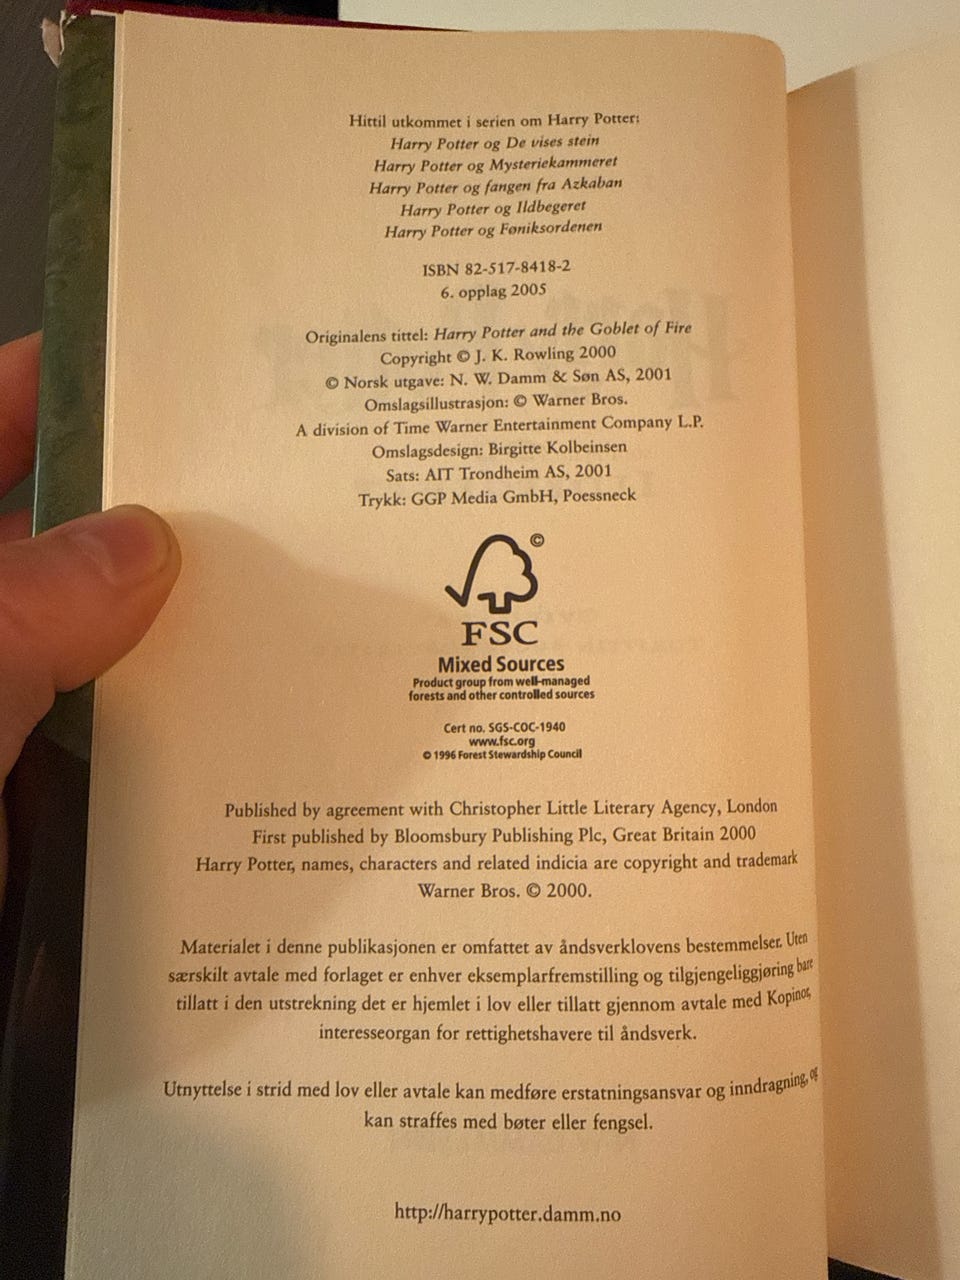 Hittil utkommet i serien om Harry Potter:
Harry Potter og De vises stein
Harry Potter og Mysteriekammeret
Harry Potter og fangen fra Azkaban
Harry Potter og Ildbegeret
Harry Potter og Føniksordenen
ISBN 82-517-8418-2
6. opplag 2005
Originalens tittel: Harry Potter and the Goblet of Fire
Copyright © J. K. Rowling 2000
© Norsk utgave: N. W. Damm & Søn AS, 2001
Omslagsillustrasjon: © Warner Bros.
A division of Time Warner Entertainment Company L.P.
Omslagsdesign: Birgitte Kolbeinsen
Sats: AIT Trondheim AS, 2001
Trykk: GGP Media GmbH, Poessneck
©
FSC
Mixed Sources
Product group from well-managed
forests and other controlled sources
Cert no. SGS-COC-1940
www.fsc.org
© 1996 Forest Stewardship Council
Published by agreement with Christopher Little Literary Agency, London
First published by Bloomsbury Publishing Plc, Great Britain 2000
Harry Potter, names, characters and related indicia are copyright and trademark
Warner Bros. © 2000.
Materialet i denne publikasjonen er omfattet av åndsverklovens bestemmelser. Uten
særskilt avtale med forlaget er enhver eksemplarfremstilling og tilgjengeliggjøring bare
tillatt i den utstrekning det er hjemlet i lov eller tillatt gjennom avtale med Kopinor,
interesseorgan for rettighetshavere til åndsverk.
Utnyttelse i strid med lov eller avtale kan medføre erstatningsansvar og inndragning, og
kan straffes med bøter eller fengsel.
http://harrypotter.damm.no